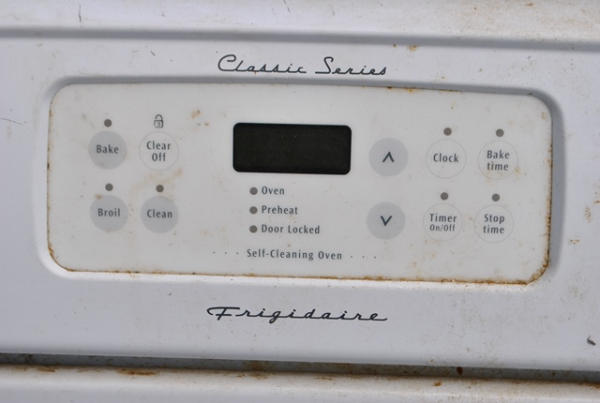 Classic Series
Bake
Clear
Off
Clock
Bake
time
Broil
Clean
Oven
Preheat
Door Locked
Timer
On/Off
Stop
time
Self-Cleaning Oven
Frigidaire